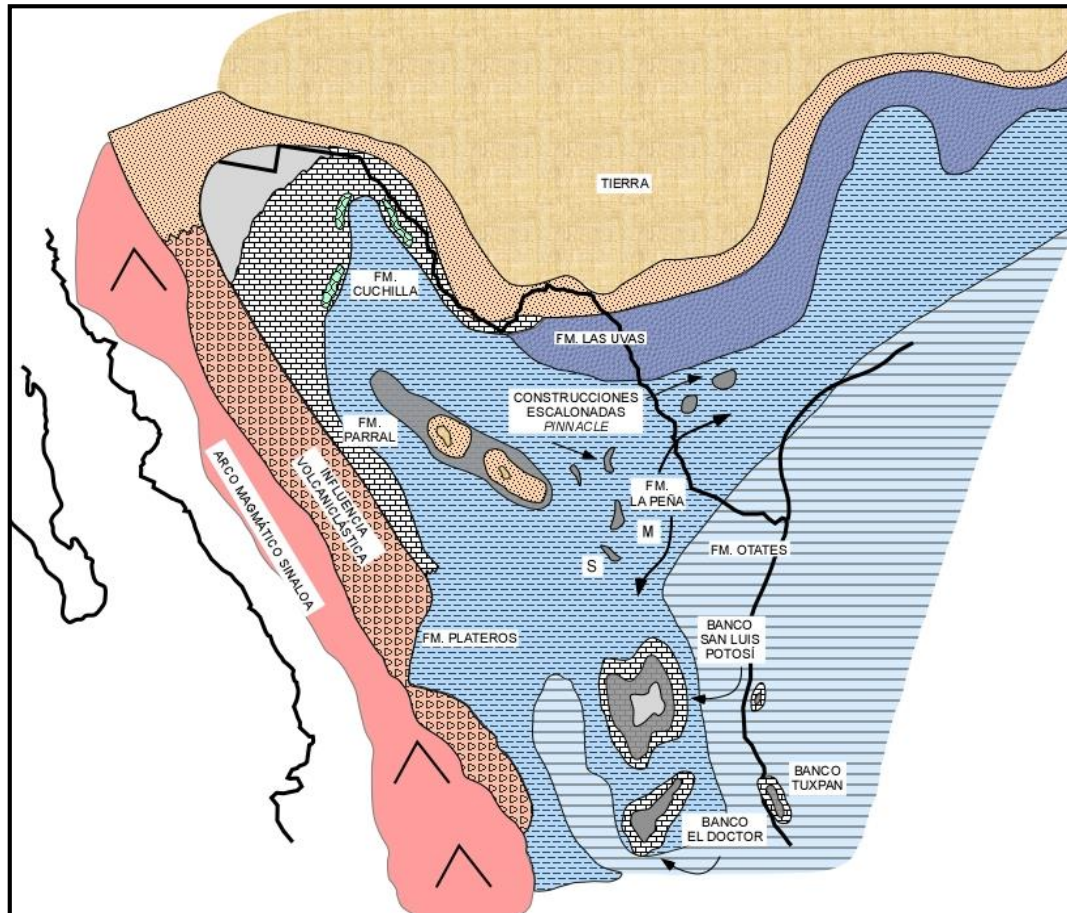 TIERRA
FM.
CUCHILLA
FM. LAS UVAS
CONSTRUCCIONES
ESCALONADAS
PINNACLE
FM.
PARRAL
FM.
LA PEÑA
M
S
FM. OTATES
INFLUENCIA
VOLCANICLÁSTICA
ARCO MAGMÁTICO SINALOA
FM. PLATEROS
BANCO
SAN LUIS
POTOSÍ
BANCO
TUXPAN
BANCO
EL DOCTOR